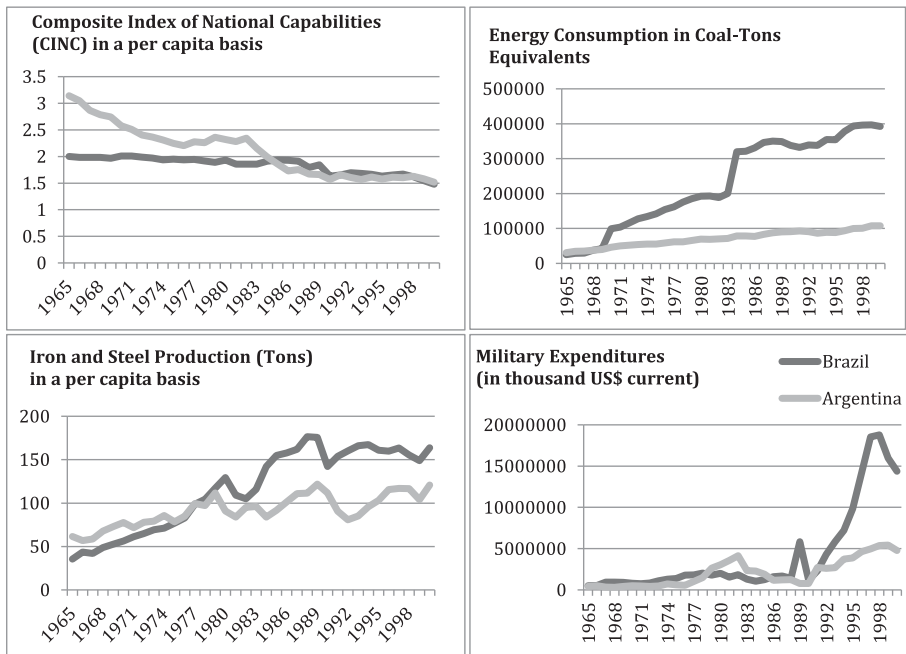 Composite Index of National Capabilities
(CINC) in a per capita basis
3.5
3
2.5
2
1.5
1
0.5
0
1965 1968 1971 1974 1977 1980 1983 1986 1989 1992 1995 1998
Energy Consumption in Coal-Tons
Equivalents
500000
400000
300000
200000
100000
0
1965 1968 1971 1974 1977 1980 1983 1986 1989 1992 1995 1998
Iron and Steel Production (Tons)
in a per capita basis
200
150
100
50
0
1965 1968 1971 1974 1977 1980 1983 1986 1989 1992 1995 1998
Military Expenditures
(in thousand US$ current)
Brazil
Argentina
20000000
15000000
10000000
5000000
0
1965 1968 1971 1974 1977 1980 1983 1986 1989 1992 1995 1998